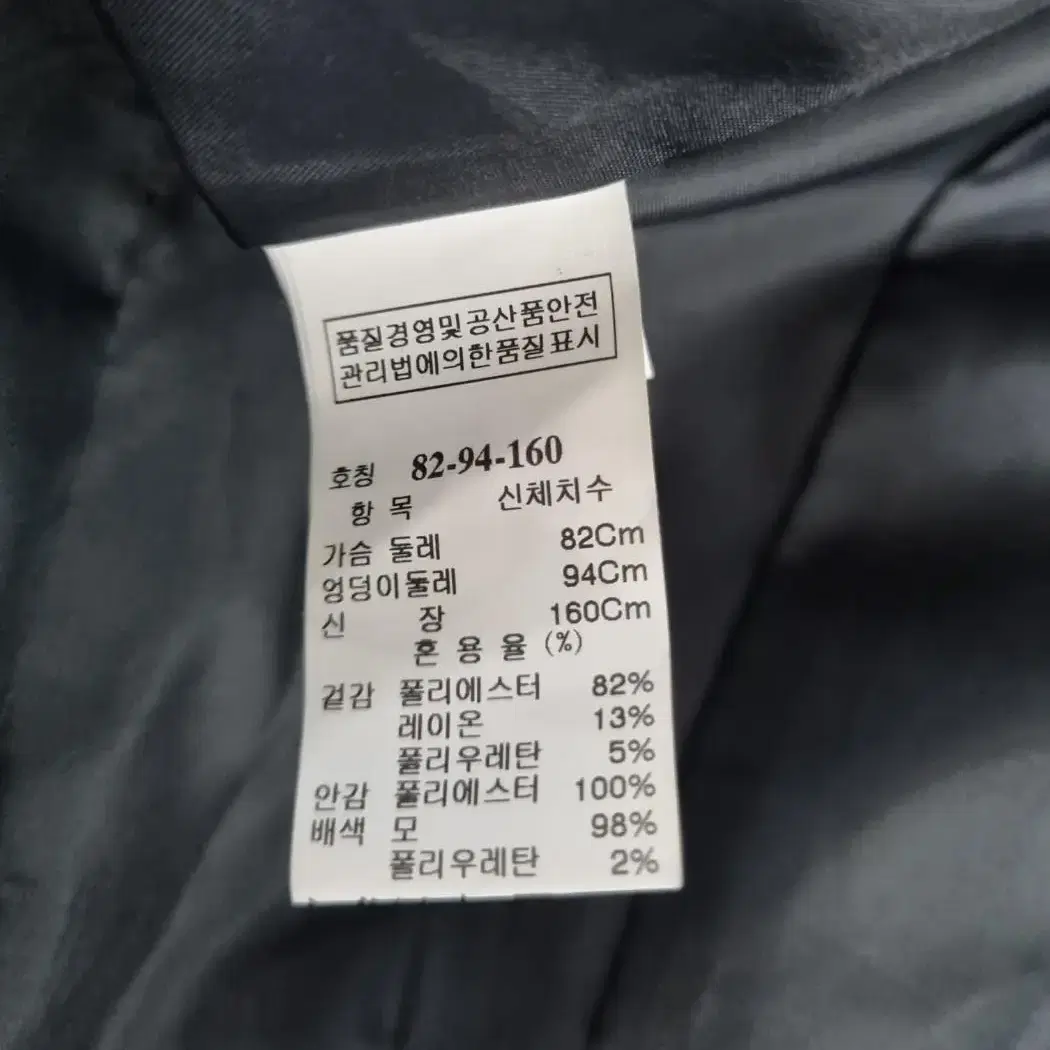 품질경영및공산품안전
관리법에의한품질표시
호칭 82-94-160
항 목 신체치수
가슴 둘레 82Cm
엉덩이둘레 94Cm
신 장 160Cm
혼 용 율 (%)
겉감 폴리에스터 82%
레이온 13%
폴리우레탄 5%
안감 폴리에스터 100%
배색 모 98%
폴리우레탄 2%